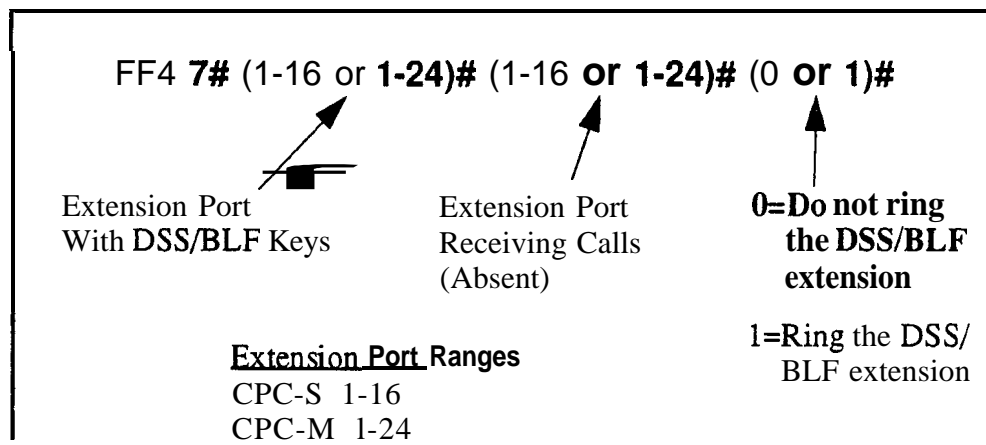 FF4 7# (1-16 or 1-24)# (1-16 or 1-24)# (0 or 1)#
Extension Port
With DSS/BLF Keys
Extension Port
Receiving Calls
(Absent)
0=Do not ring
the DSS/BLF
extension
1=Ring the DSS/
BLF extension
Extension Port Ranges
CPC-S 1-16
CPC-M 1-24